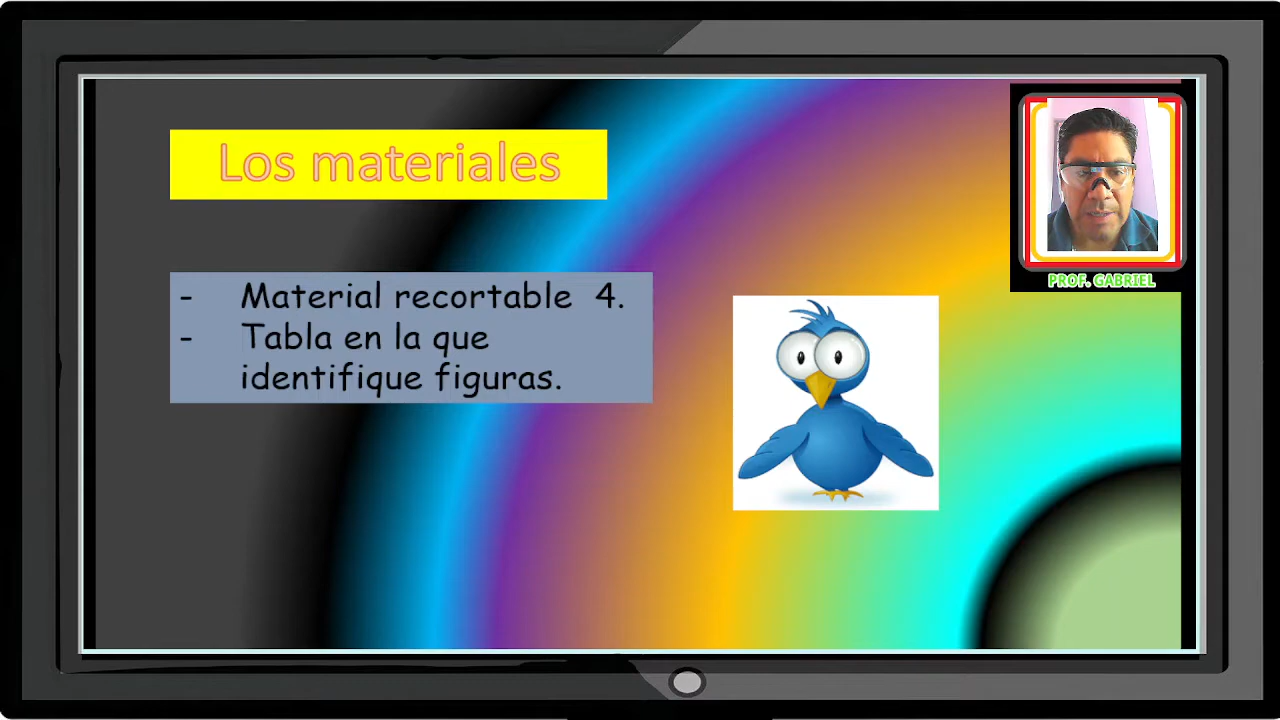 Los materiales
- Material recortable 4.
- Tabla en la que
identifique figuras.
PROF. GABRIEL